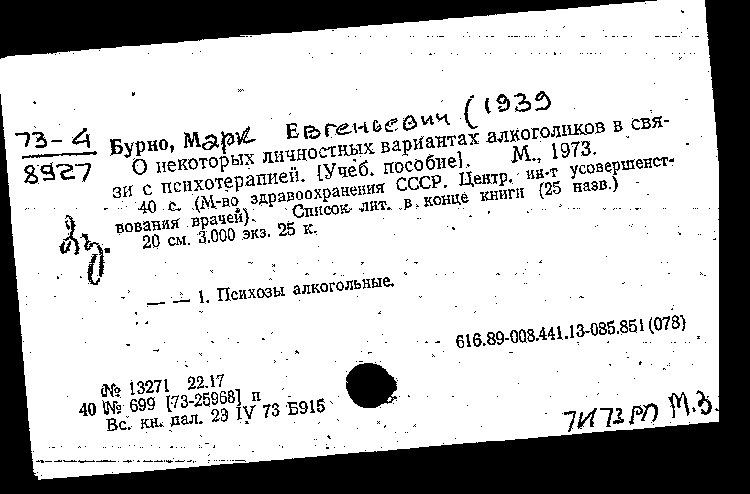 73-4
8927
Бурно, Марк Евгеньевич (1939
О некоторых личностных вариантах алкоголиков в свя-
зи с психотерапией. [Учеб. пособие]. М., 1973.
40 с. (М-во здравоохранения СССР. Центр. ин-т усовершенст-
вования врачей). Список лит. в конце книги (25 назв.)
20 см. 3.000 экз. 25 к.
— — 1. Психозы алкогольные.
616.89-008.441.13-085.851 (078)
№ 13271 22.17
40 № 699 [73-25968] п
Вс. кн. пал. 23 IV 73 Б915
М.З.